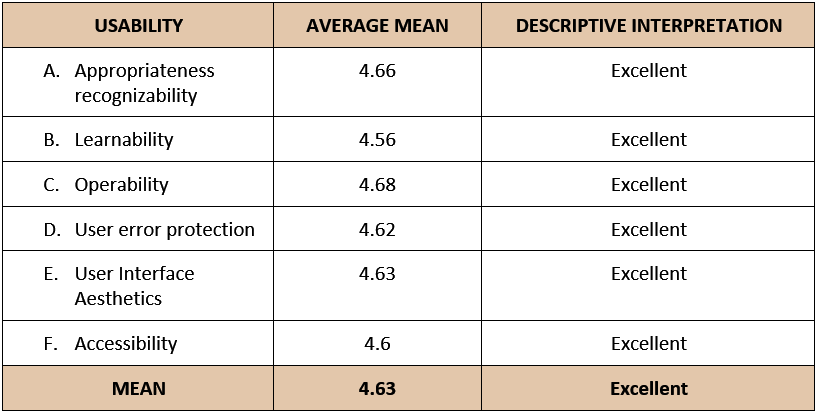 USABILITY AVERAGE MEAN DESCRIPTIVE INTERPRETATION
A. Appropriateness 4.66 Excellent
recognizability
B. Learnability 4.56 Excellent
C. Operability 4.68 Excellent
D. User error protection 4.62 Excellent
E. User Interface 4.63 Excellent
Aesthetics
F. Accessibility 4.6 Excellent
MEAN 4.63 Excellent